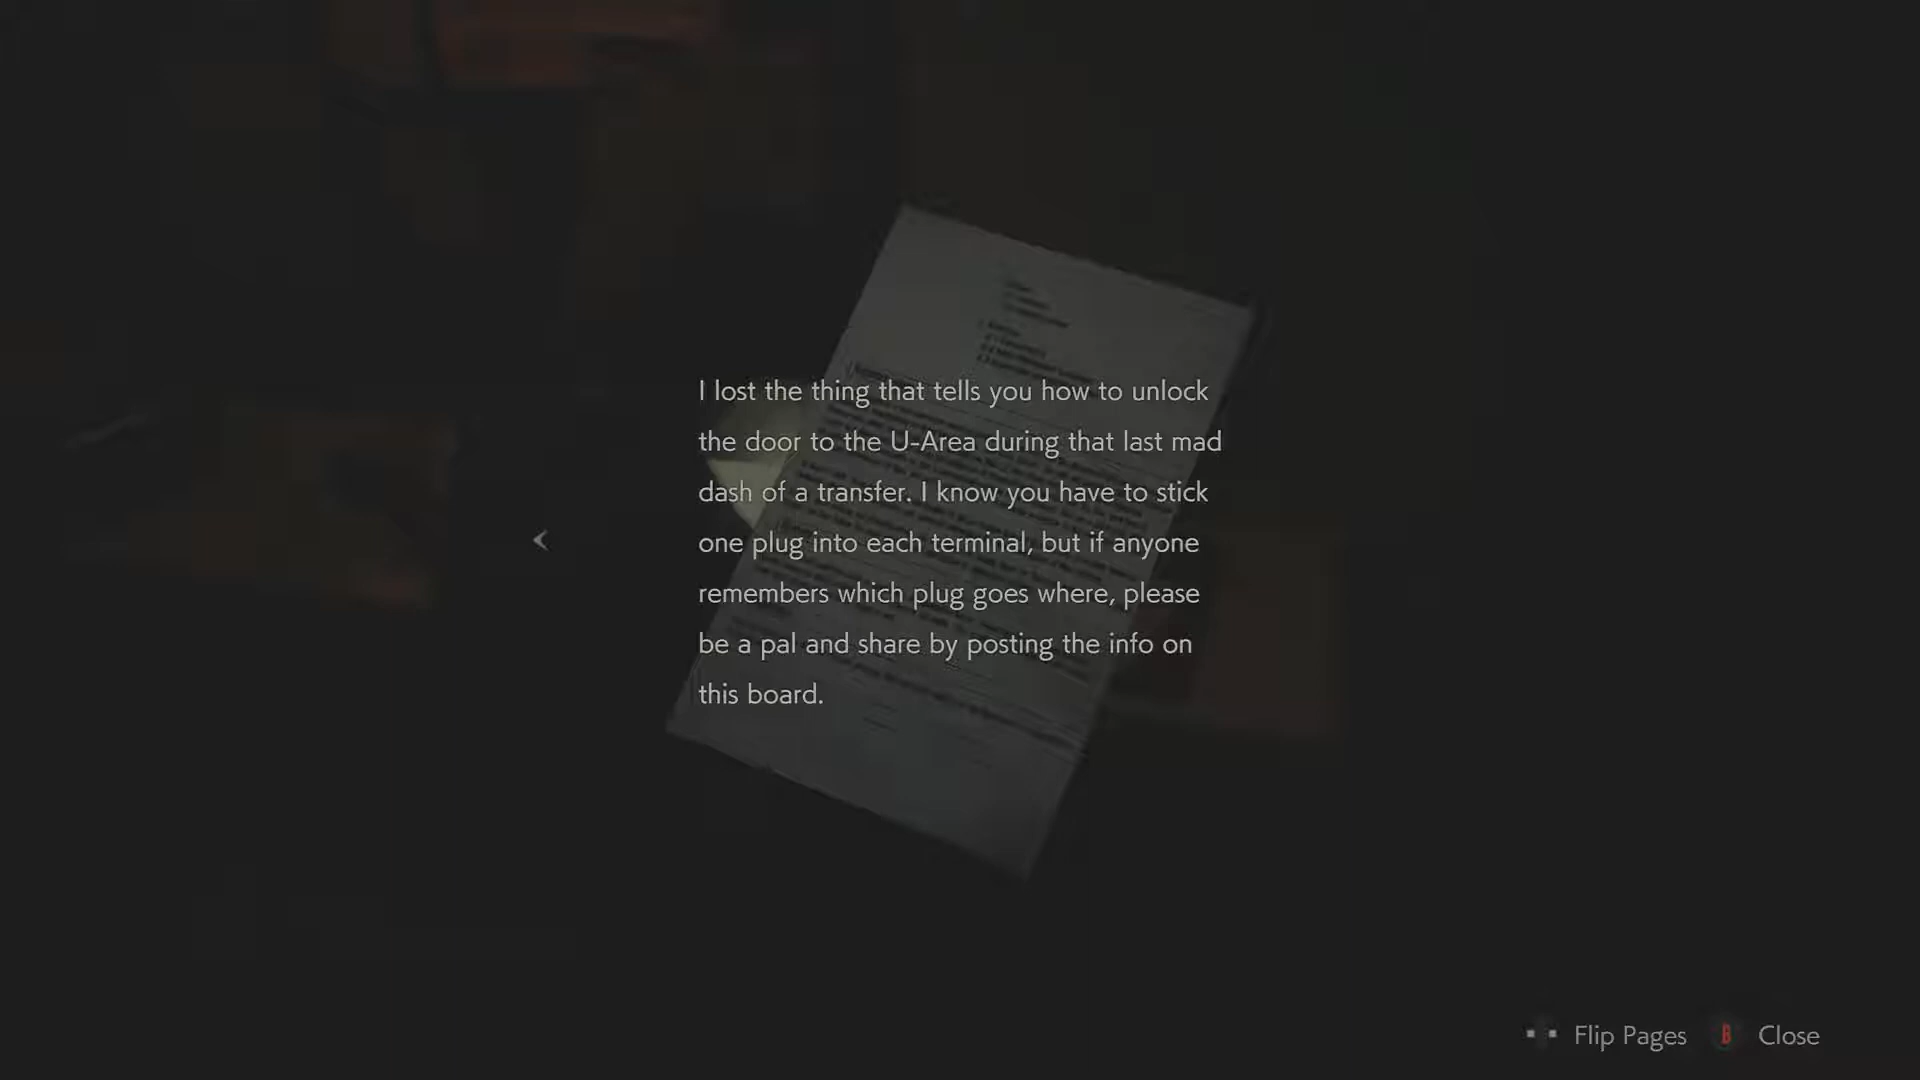 I lost the thing that tells you how to unlock
the door to the U-Area during that last mad
dash of a transfer. I know you have to stick
one plug into each terminal, but if anyone
remembers which plug goes where, please
be a pal and share by posting the info on
this board.
Flip Pages B Close